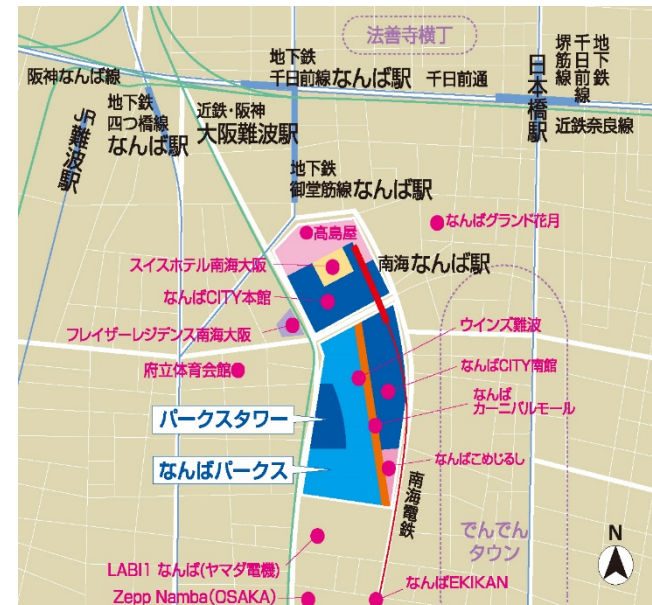 法善寺横丁
阪神なんば線
地下鉄
千日前線なんば駅
千日前通
日本橋駅
堺筋線
千日前線
地下鉄
近鉄奈良線
JR難波駅
地下鉄
四つ橋線
なんば駅
近鉄・阪神
大阪難波駅
地下鉄
御堂筋線なんば駅
なんばグランド花月
髙島屋
スイスホテル南海大阪
南海なんば駅
なんばCITY本館
フレイザーレジデンス南海大阪
ウインズ難波
府立体育会館
なんばCITY南館
なんば
カーニバルモール
パークスタワー
なんばパークス
なんばこめじるし
南海電鉄
でんでん
タウン
N
LABI1 なんば(ヤマダ電機)
なんばEKIKAN
Zepp Namba(OSAKA)